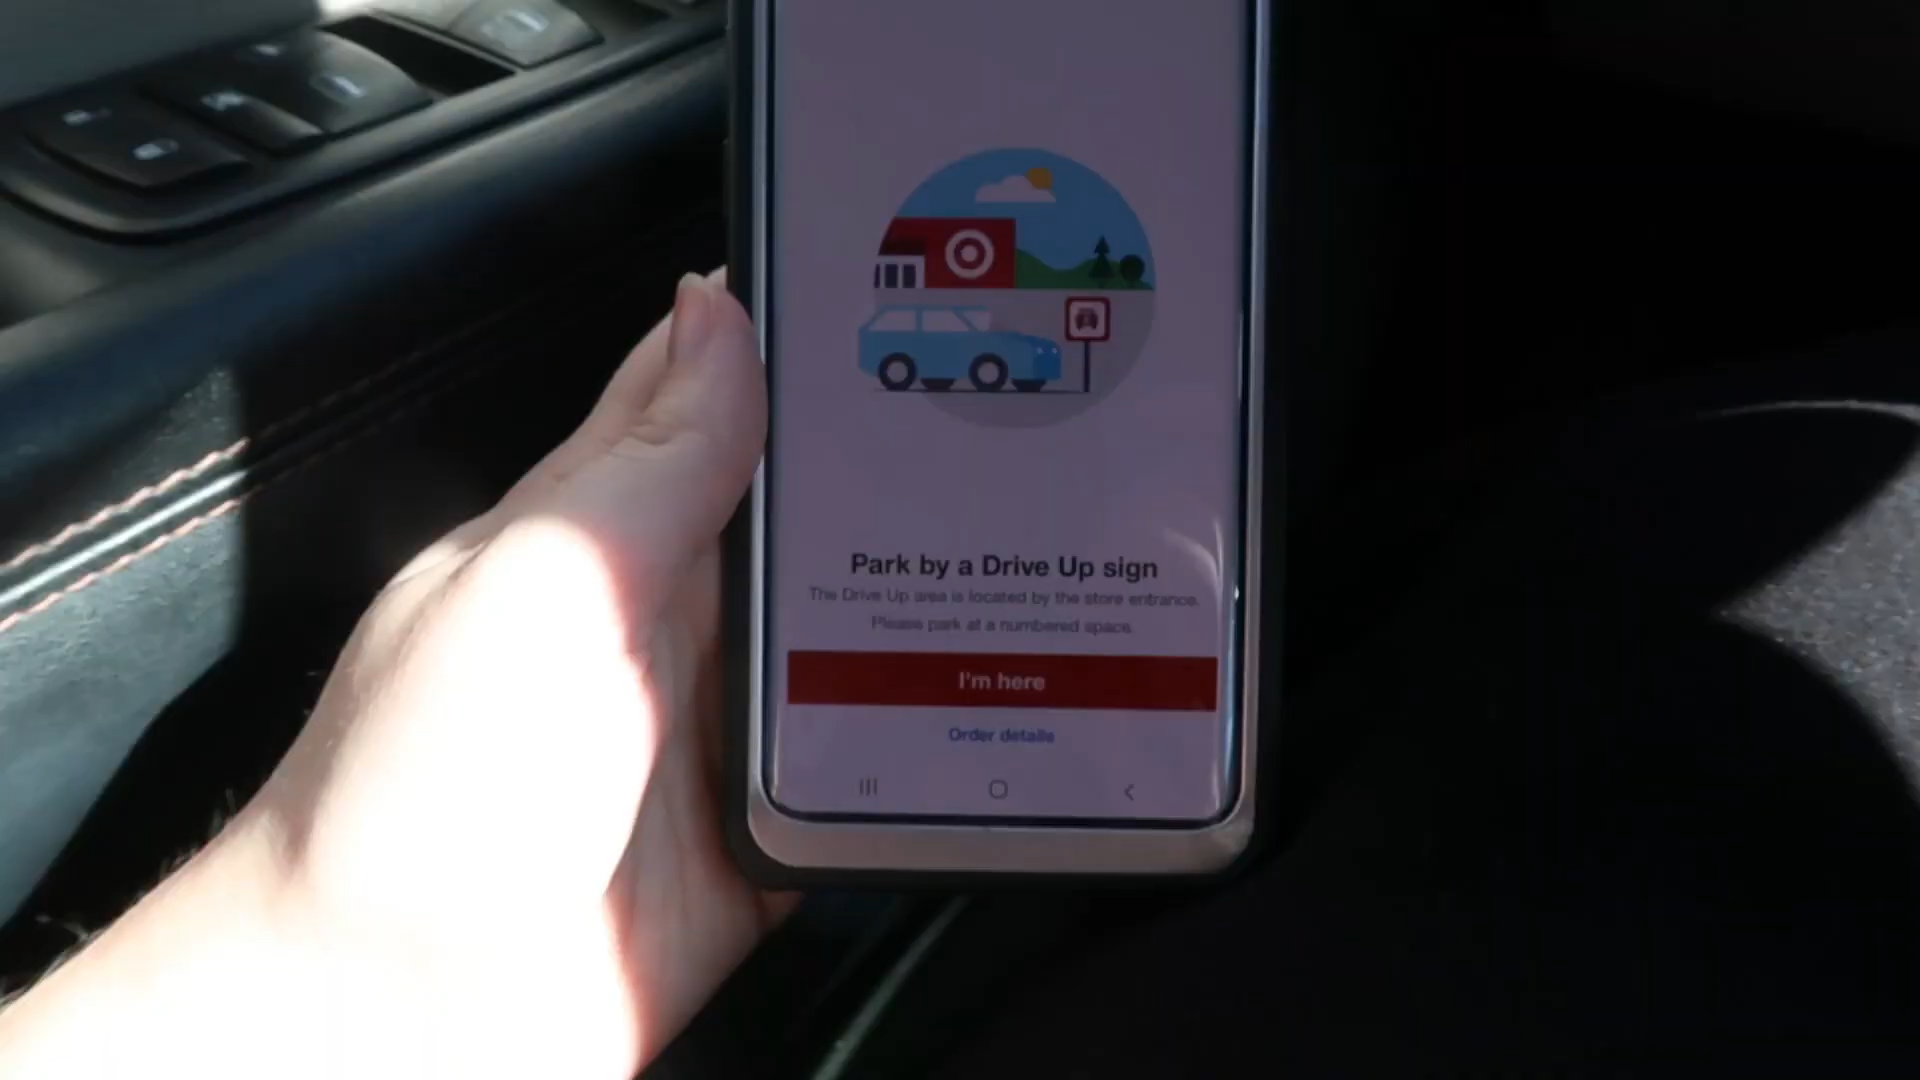 Park by a Drive Up sign
The Drive Up area is located by the store entrance.
Please park at a numbered space.
I'm here
Order details